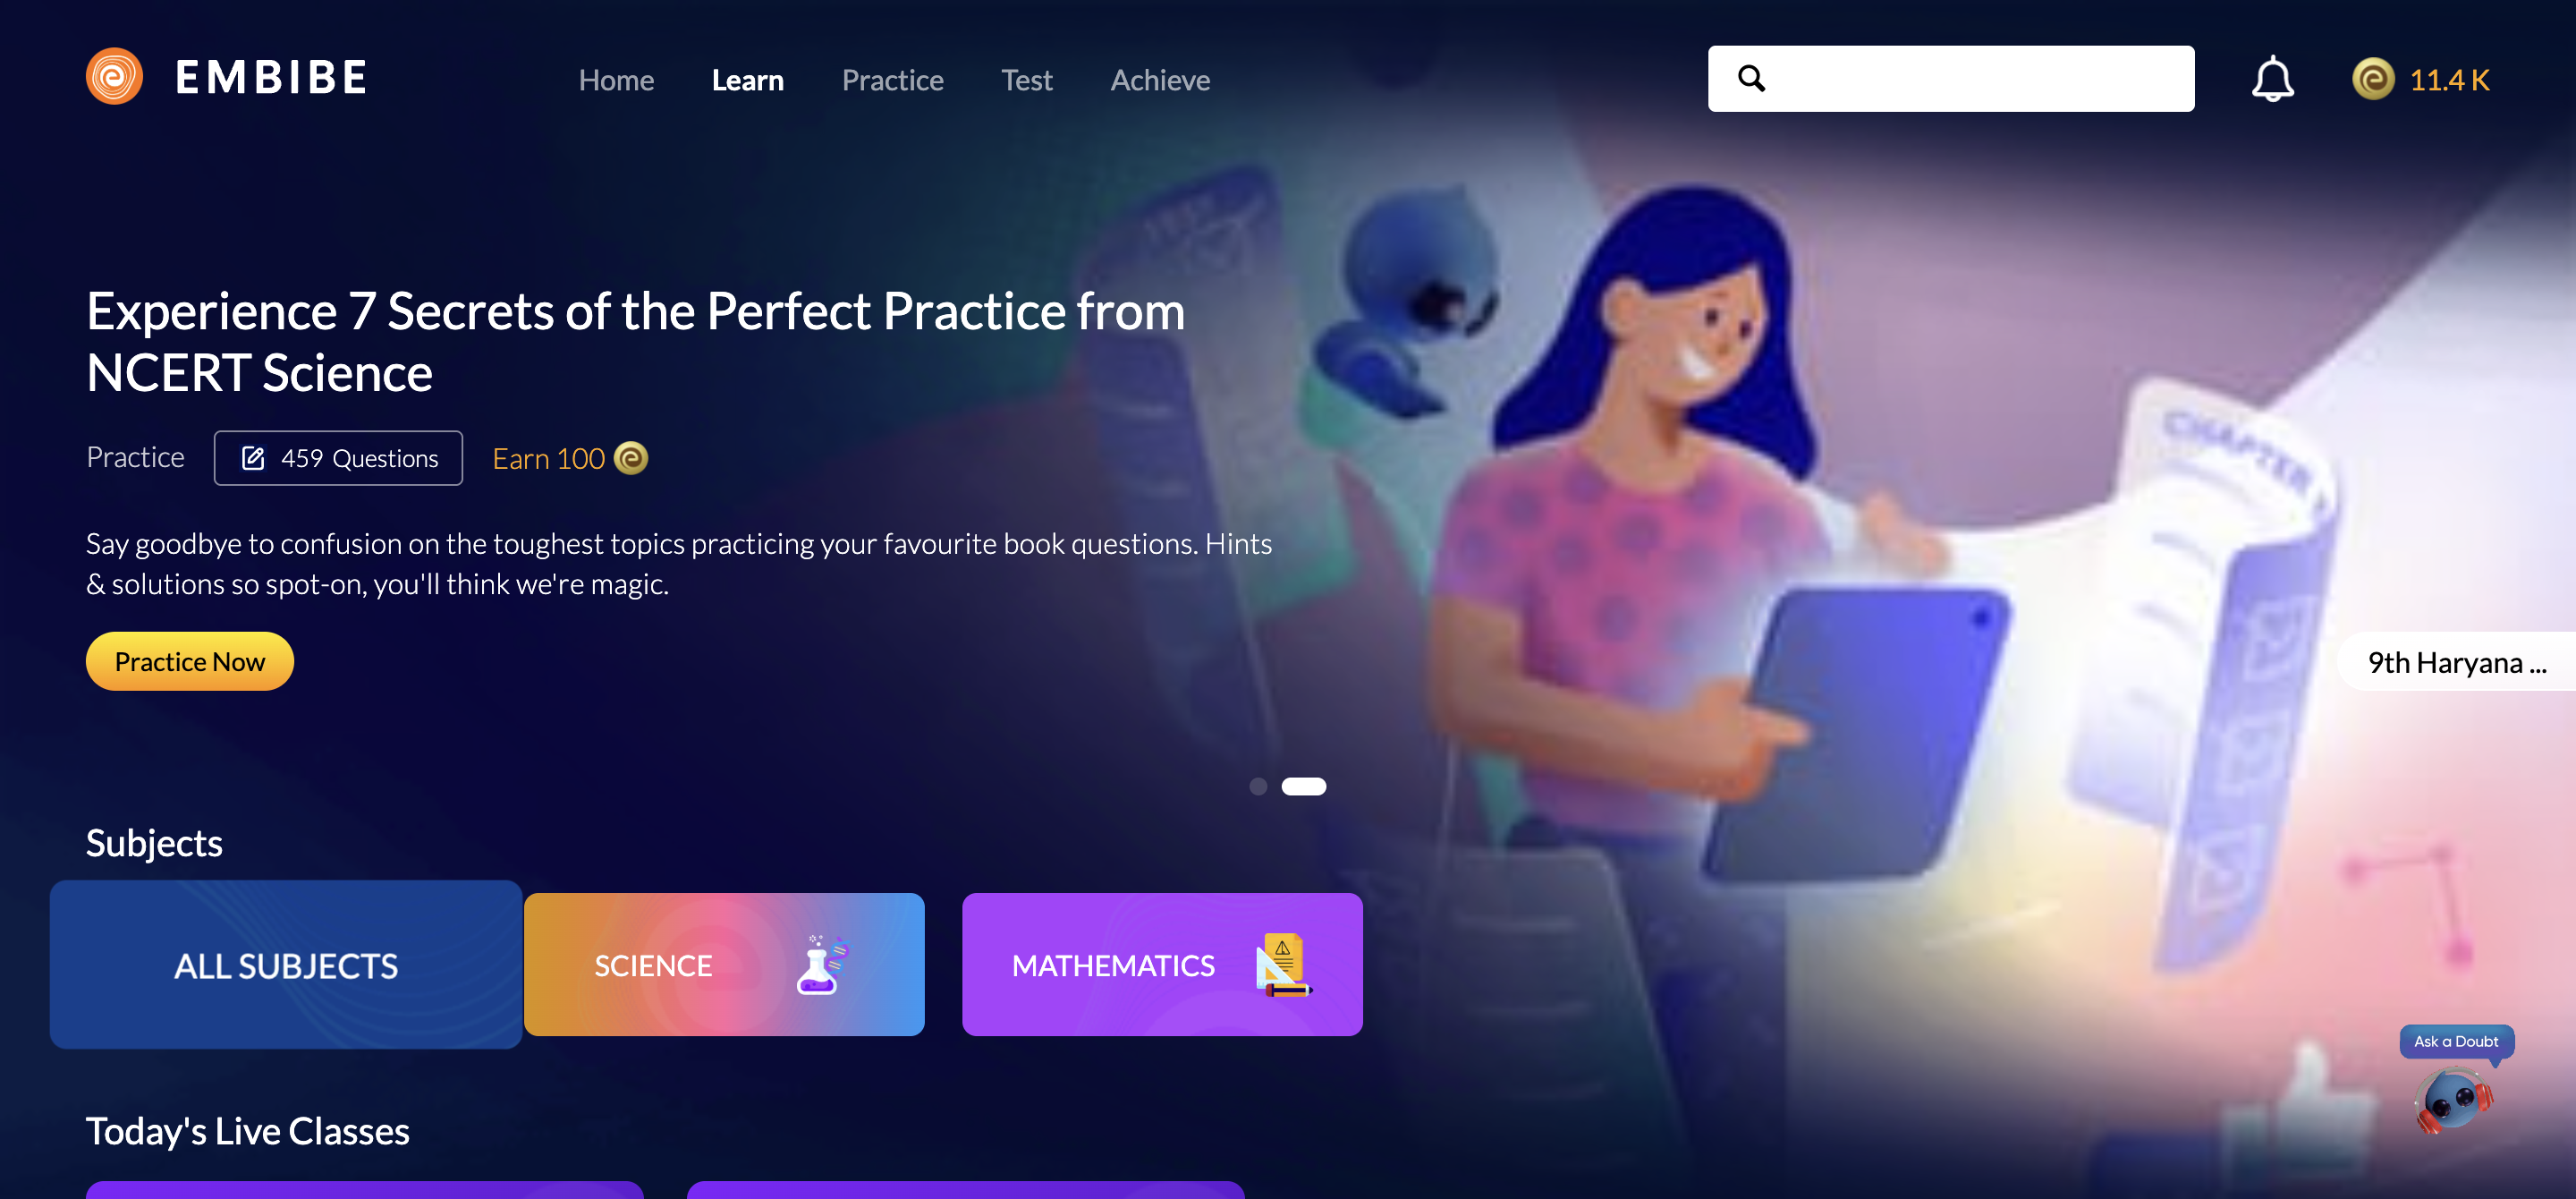 EMBIBE
Home
Learn
Practice
Test
Achieve
11.4 K
Experience 7 Secrets of the Perfect Practice from
NCERT Science
Practice
459 Questions
Earn 100
Say goodbye to confusion on the toughest topics practicing your favourite book questions. Hints
& solutions so spot-on, you'll think we're magic.
Practice Now
TEST
CHAPTER
9th Haryana ...
Subjects
ALL SUBJECTS
SCIENCE
MATHEMATICS
Ask a Doubt
Today's Live Classes